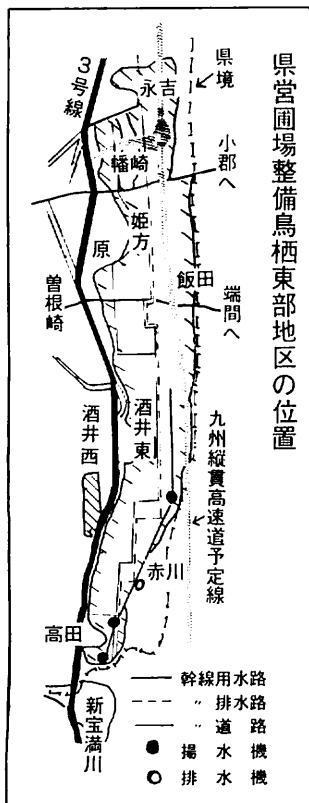 県営圃場整備鳥栖東部地区の位置
県境
小郡へ
端間へ
九州縦貫高速道予定線
3号線
永吉
幡崎
姫方
原
飯田
曽根崎
酒井東
酒井西
赤川
高田
新宝満川
幹線用水路
〃 排水路
〃 道路
揚水機
排水機